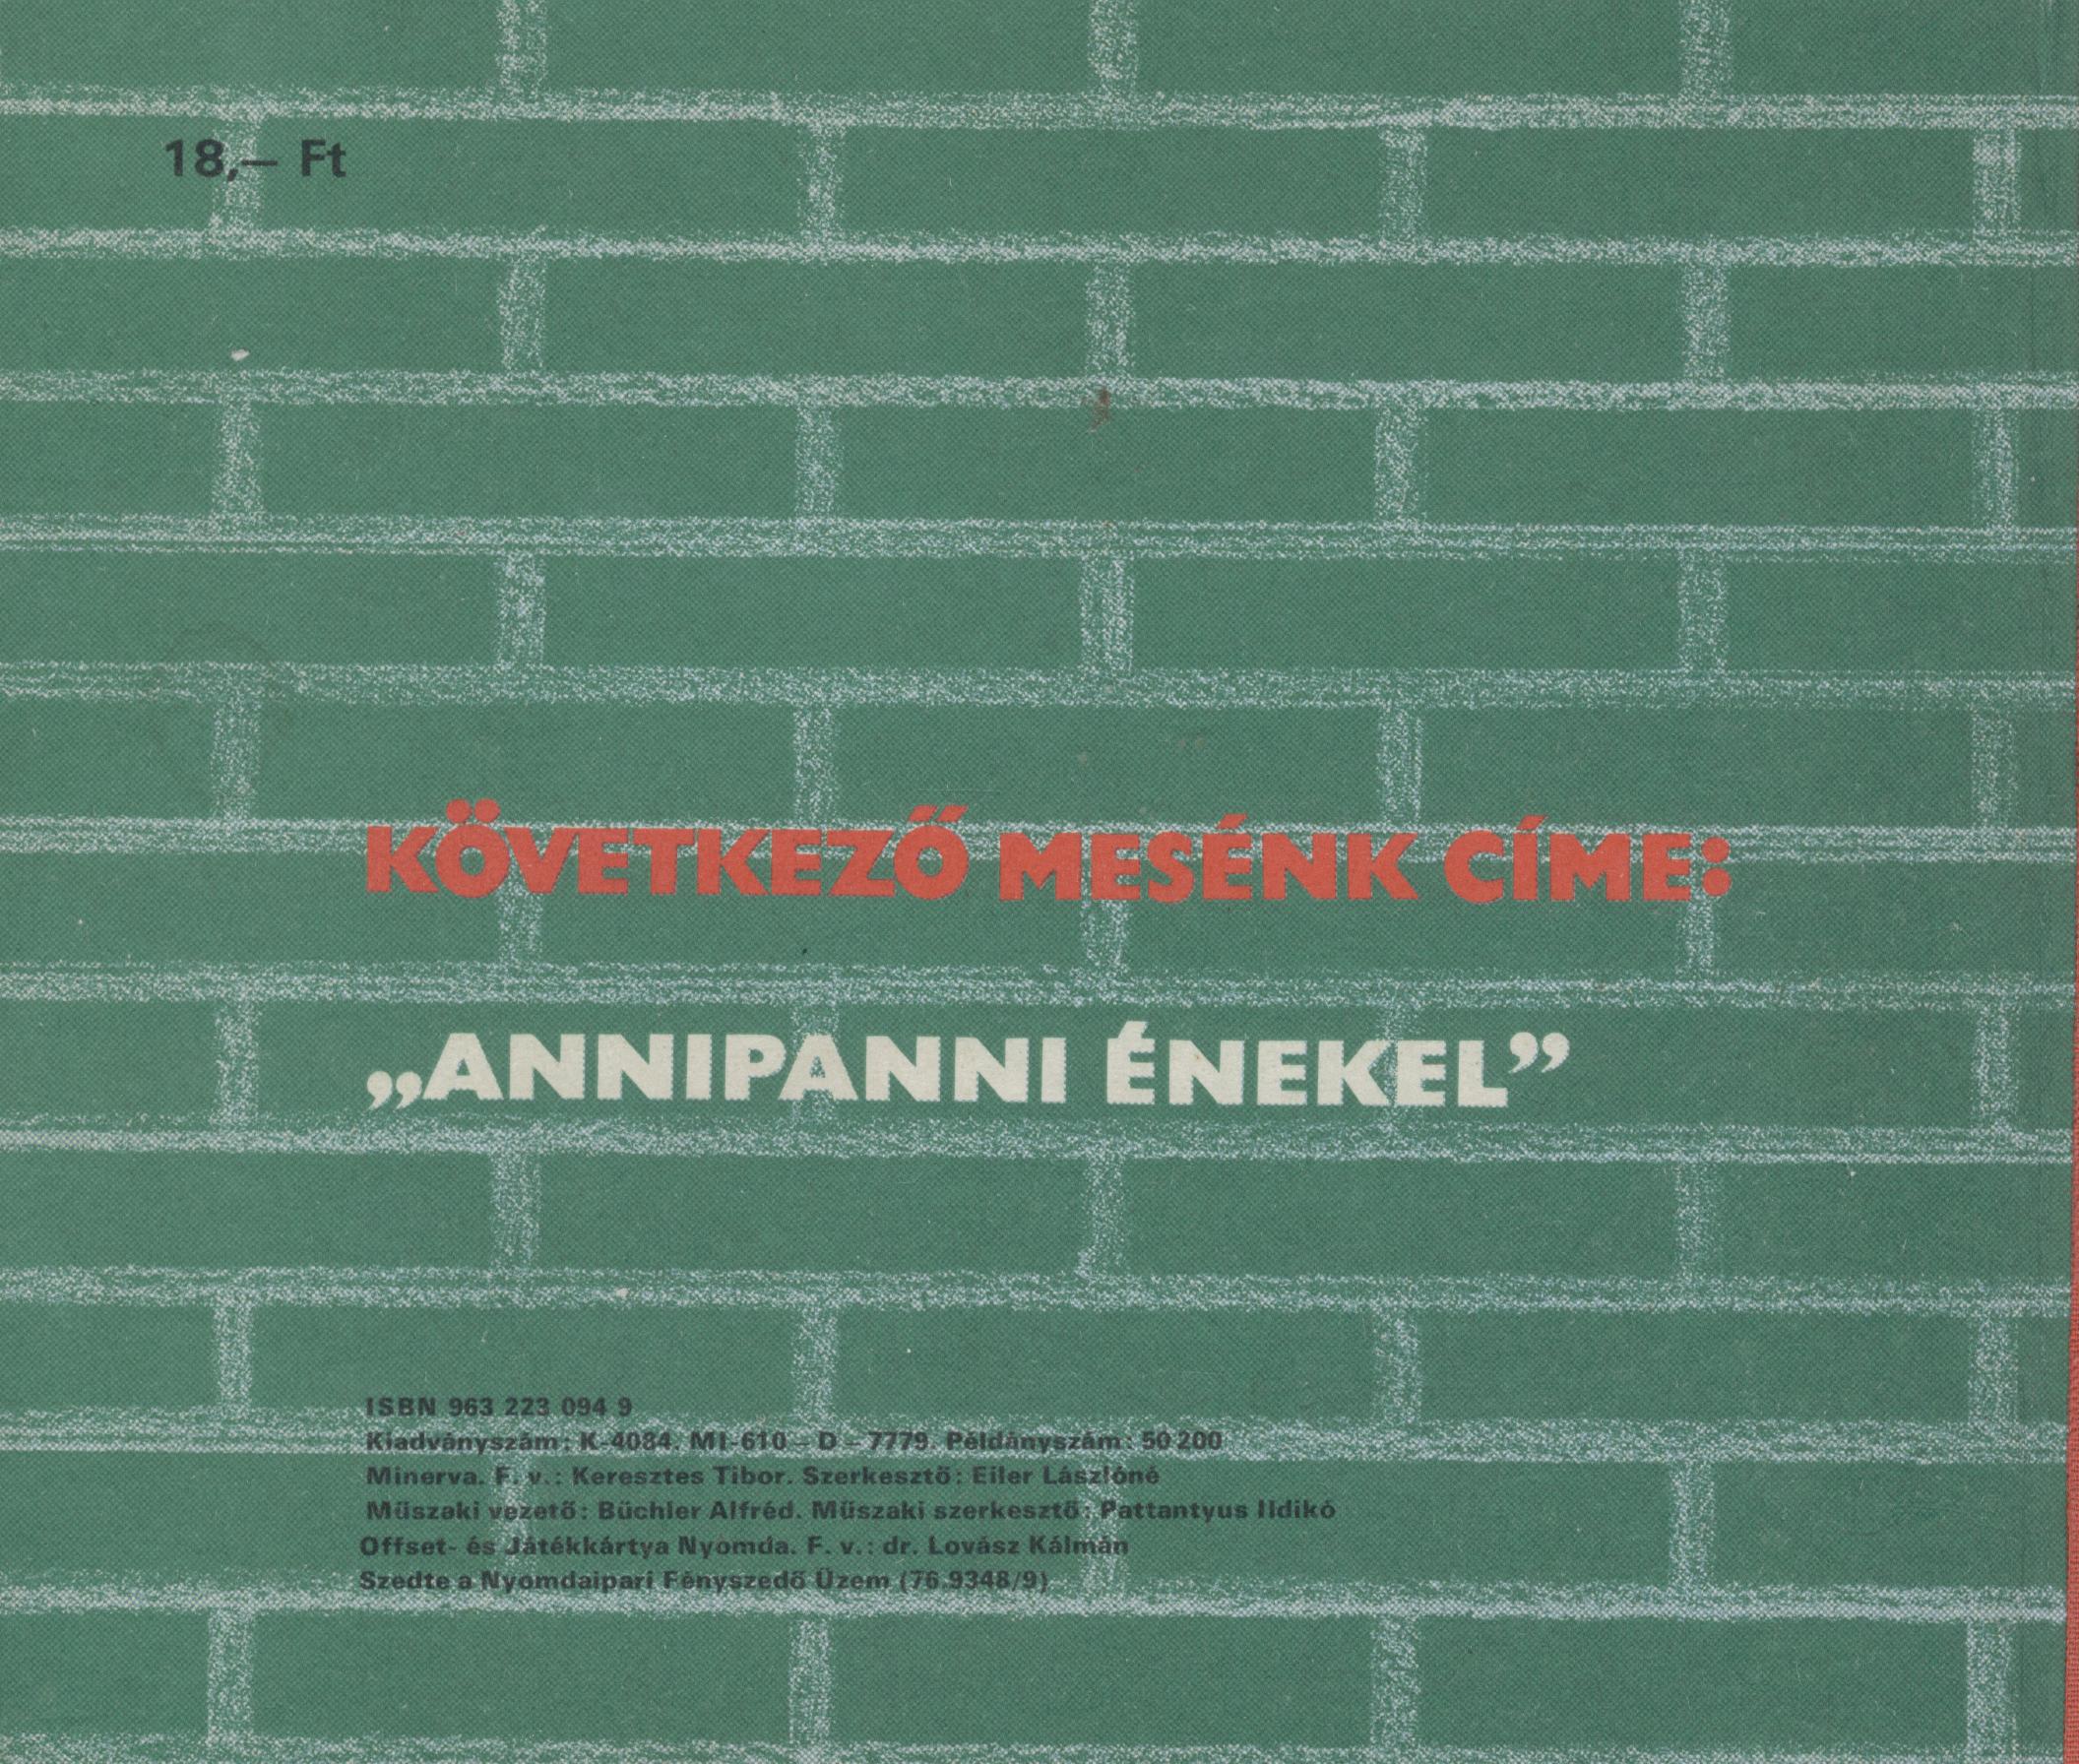 18,— Ft
KÖVETKEZŐ MESÉNK CÍME:
„ANNIPANNI ÉNEKEL”
ISBN 963 223 094 9
Kiadványszám: K-4084. MI-610 – D – 7779. Példányszám: 50 200
Minerva. F. v.: Keresztes Tibor. Szerkesztő: Eiler Lászlóné
Műszaki vezető: Büchler Alfréd. Műszaki szerkesztő: Pattantyus Ildikó
Offset- és Játékkártya Nyomda. F. v.: dr. Lovász Kálmán
Szedte a Nyomdaipari Fényszedő Üzem (76.9348/9)